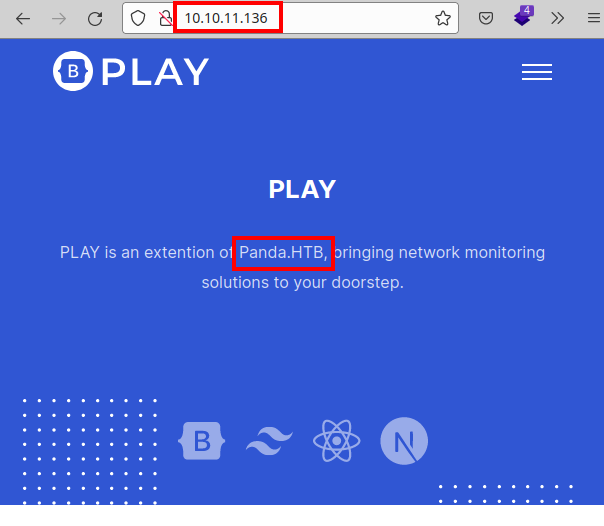 10.10.11.136
4
B PLAY
PLAY
PLAY is an extention of Panda.HTB, bringing network monitoring
solutions to your doorstep.
B N